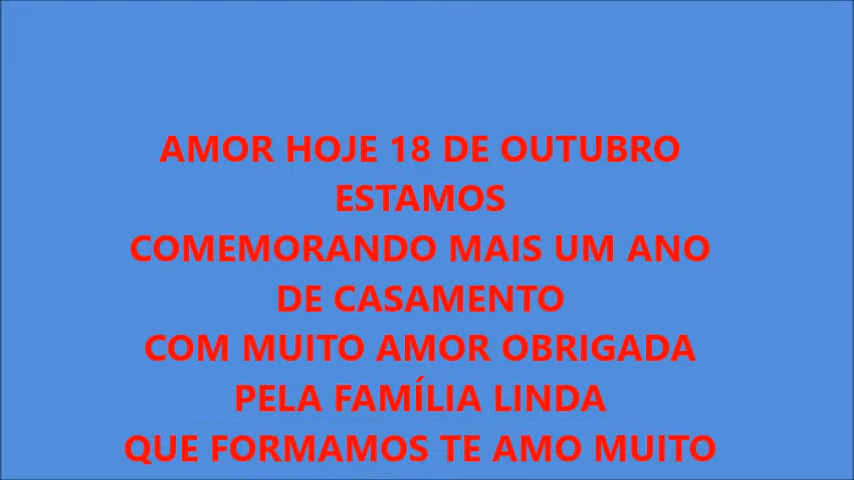 AMOR HOJE 18 DE OUTUBRO
ESTAMOS
COMEMORANDO MAIS UM ANO
DE CASAMENTO
COM MUITO AMOR OBRIGADA
PELA FAMÍLIA LINDA
QUE FORMAMOS TE AMO MUITO